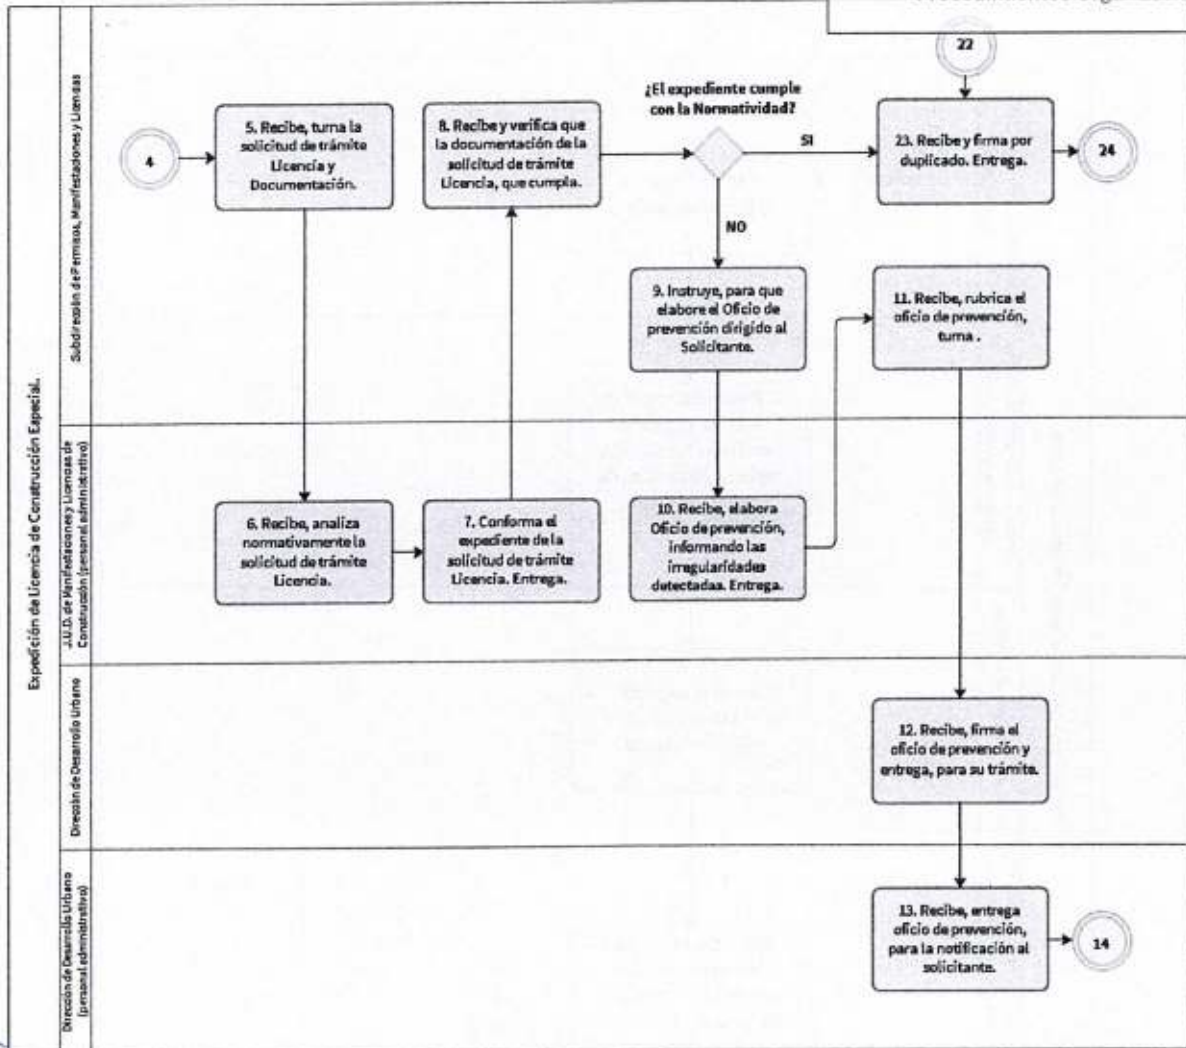 22
¿El expediente cumple
con la Normatividad?
4
5. Recibe, turna la
solicitud de trámite
Licencia y
Documentación.
8. Recibe y verifica que
la documentación de la
solicitud de trámite
Licencia, que cumpla.
SI
23. Recibe y firma por
duplicado. Entrega.
24
NO
9. Instruye, para que
elabore el Oficio de
prevención dirigido al
Solicitante.
11. Recibe, rubrica el
oficio de prevención,
turna .
Subdirección de Permisos, Manifestaciones y Licencias
Expedición de Licencia de Construcción Especial.
J.U.D. de Manifestaciones y Licencias de
Construcción (personal administrativo)
6. Recibe, analiza
normativamente la
solicitud de trámite
Licencia.
7. Conforma el
expediente de la
solicitud de trámite
Licencia. Entrega.
10. Recibe, elabora
Oficio de prevención,
informando las
irregularidades
detectadas. Entrega.
Dirección de Desarrollo Urbano
12. Recibe, firma el
oficio de prevención y
entrega, para su trámite.
Dirección de Desarrollo Urbano
(personal administrativo)
13. Recibe, entrega
oficio de prevención,
para la notificación al
solicitante.
14